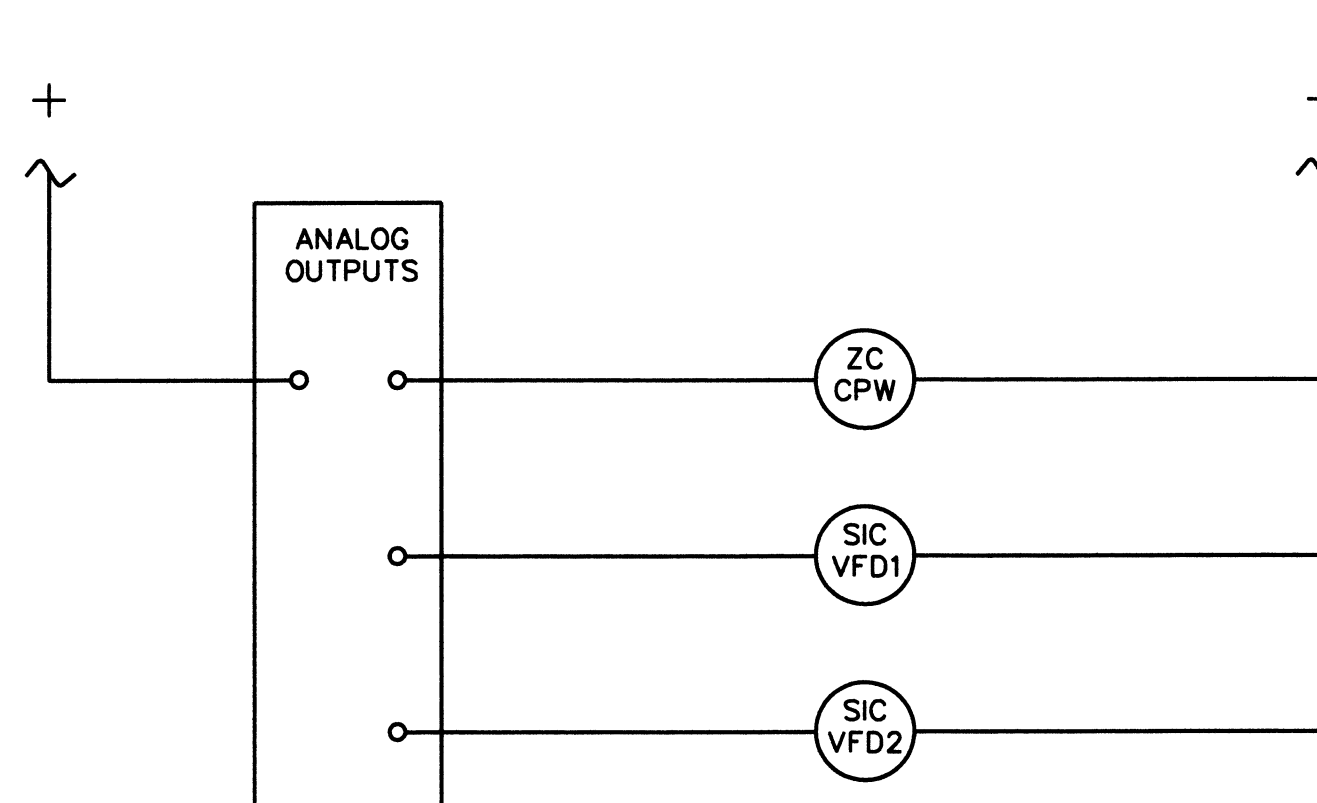 +
ANALOG
OUTPUTS
ZC
CPW
SIC
VFD1
SIC
VFD2